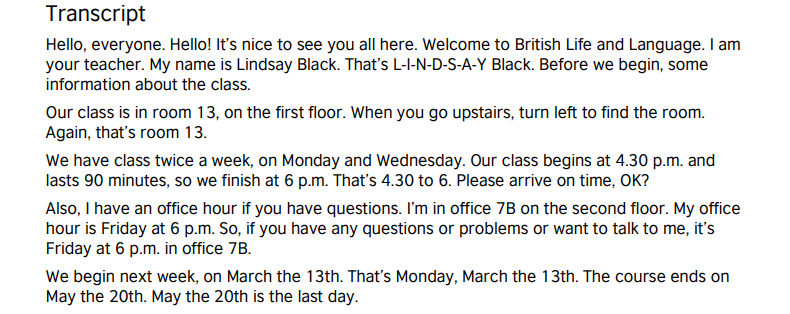 Transcript
Hello, everyone. Hello! It's nice to see you all here. Welcome to British Life and Language. I am
your teacher. My name is Lindsay Black. That's L-I-N-D-S-A-Y Black. Before we begin, some
information about the class.
Our class is in room 13, on the first floor. When you go upstairs, turn left to find the room.
Again, that's room 13.
We have class twice a week, on Monday and Wednesday. Our class begins at 4.30 p.m. and
lasts 90 minutes, so we finish at 6 p.m. That's 4.30 to 6. Please arrive on time, OK?
Also, I have an office hour if you have questions. I'm in office 7B on the second floor. My office
hour is Friday at 6 p.m. So, if you have any questions or problems or want to talk to me, it's
Friday at 6 p.m. in office 7B.
We begin next week, on March the 13th. That's Monday, March the 13th. The course ends on
May the 20th. May the 20th is the last day.